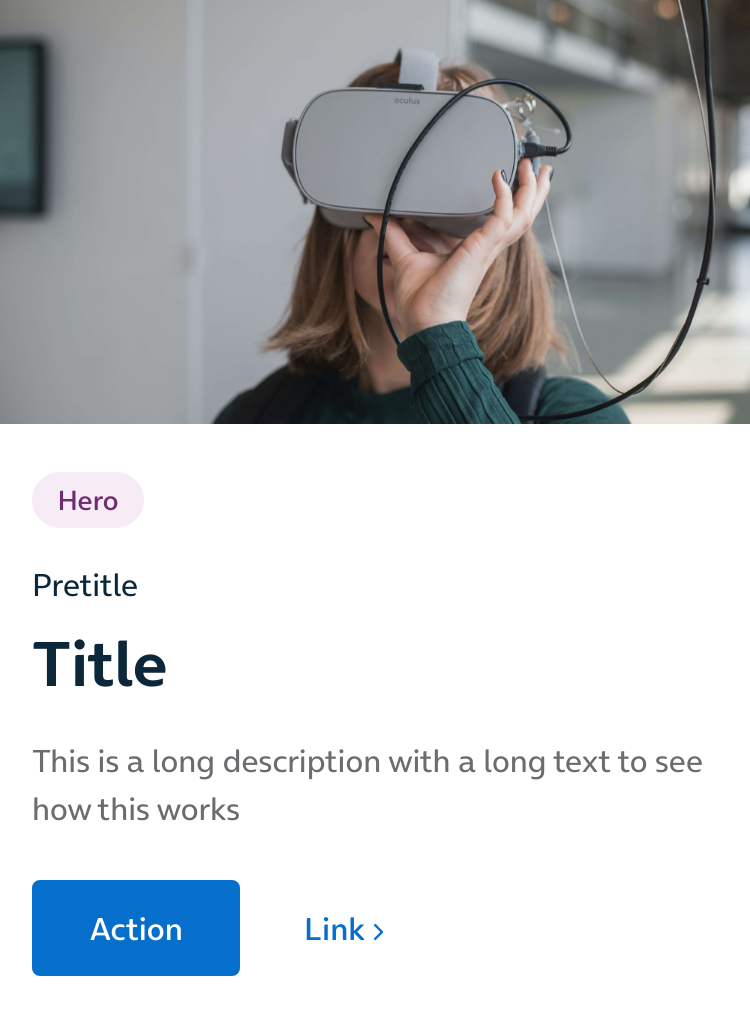 oculus
Hero
Pretitle
Title
This is a long description with a long text to see
how this works
Action
Link >